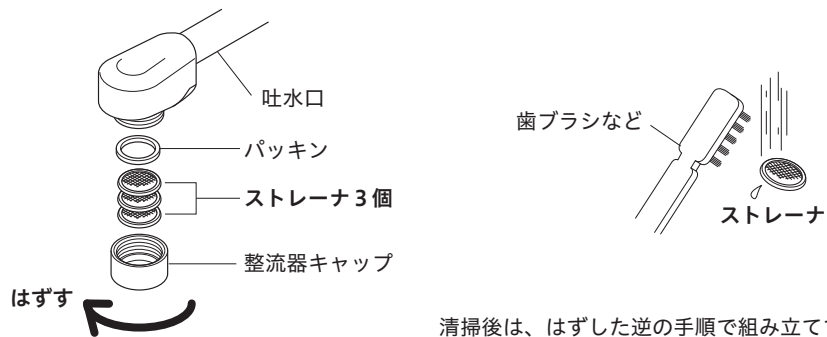 吐水口
パッキン
ストレーナ3個
整流器キャップ
はずす
歯ブラシなど
ストレーナ
清掃後は、はずした逆の手順で組み立て